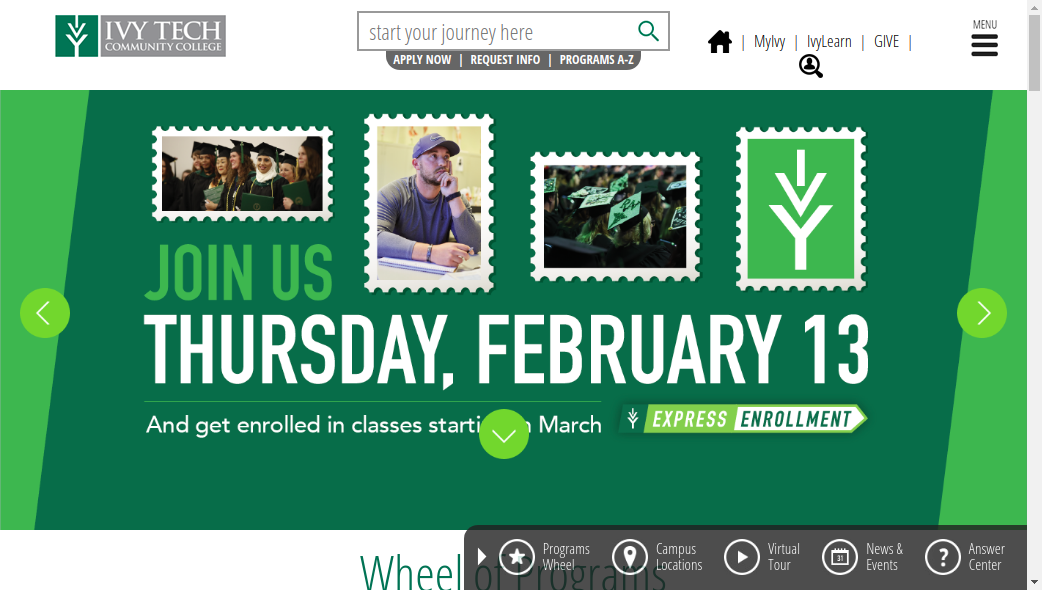 IVY TECH
COMMUNITY COLLEGE
start your journey here
APPLY NOW | REQUEST INFO | PROGRAMS A-Z
| MyIvy | IvyLearn | GIVE |
MENU
JOIN US
THURSDAY, FEBRUARY 13
And get enrolled in classes March
EXPRESS ENROLLMENT
Wheel of Programs
Programs
Wheel
Campus
Locations
Virtual
Tour
31
News &
Events
?
Answer
Center